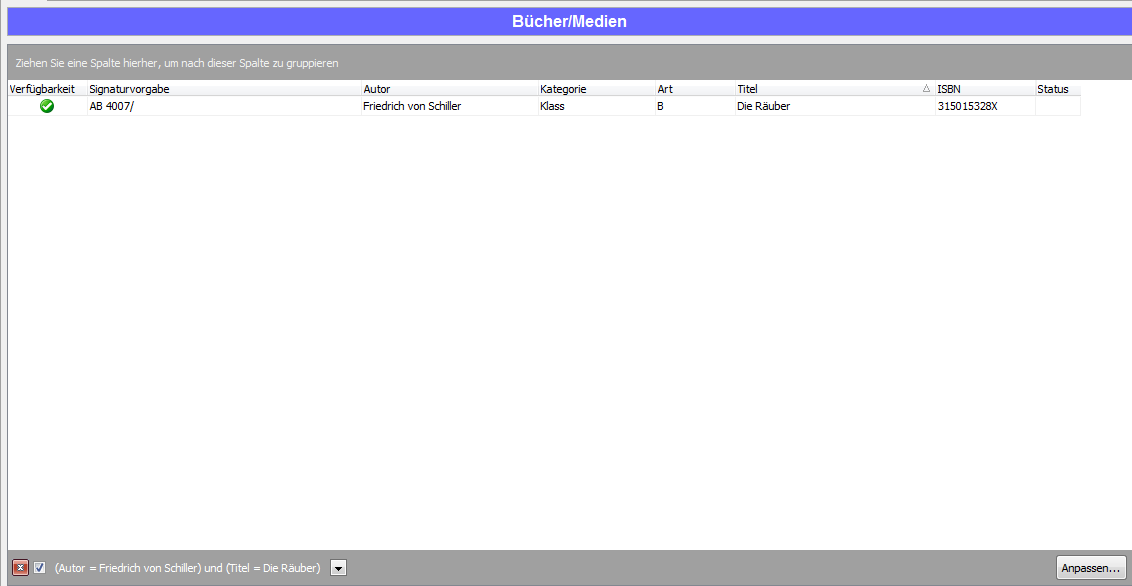 Bücher/Medien
Ziehen Sie eine Spalte hierher, um nach dieser Spalte zu gruppieren
Verfügbarkeit Signaturvorgabe Autor Kategorie Art Titel ISBN Status
AB 4007/ Friedrich von Schiller Klass B Die Räuber 315015328X
(Autor = Friedrich von Schiller) und (Titel = Die Räuber) Anpassen...